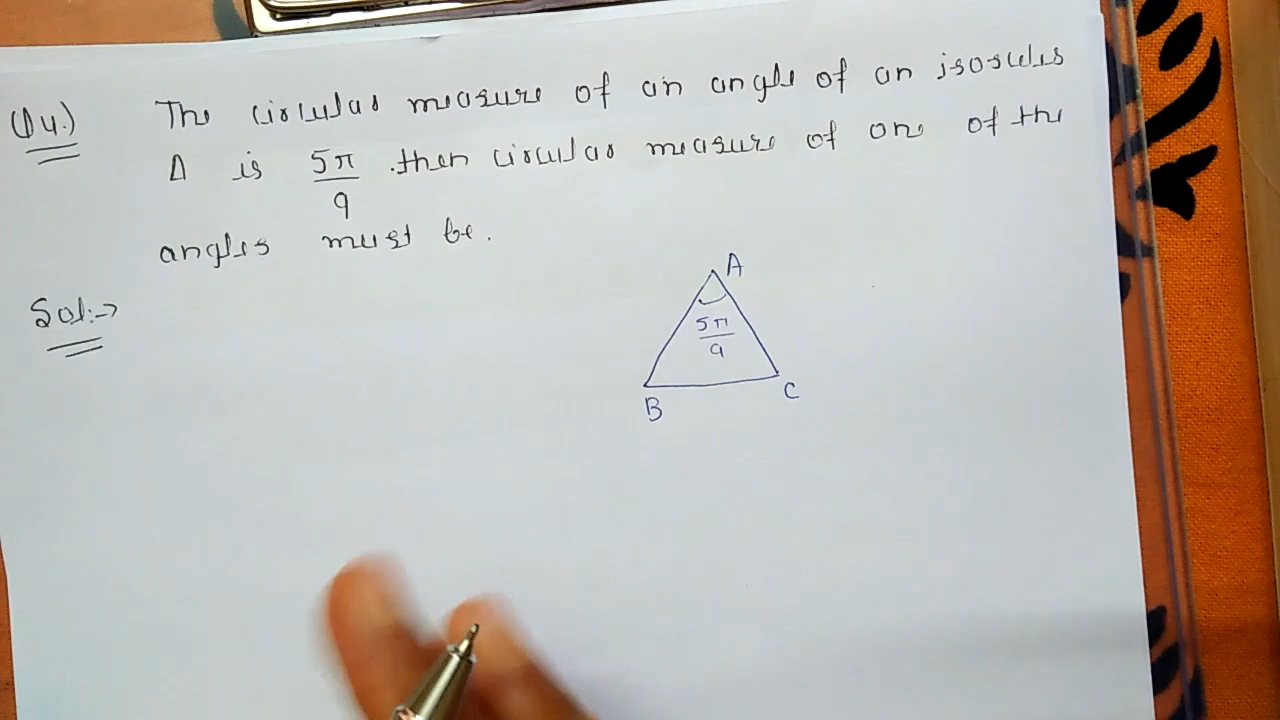 Q4.) The circular measure of an angle of an isosceles
Δ is 5π/9 .then circular measure of one of the
angles must be.
Sol:→
A
5π/9
B
C